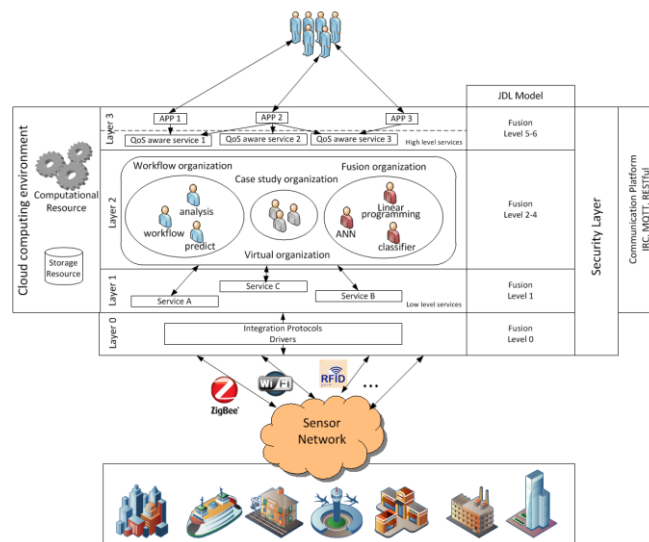 JDL Model
Cloud computing environment
Computational
Resource
Storage
Resource
Layer 3
APP 1
APP 2
APP 3
QoS aware service 1
QoS aware service 2
QoS aware service 3
High level services
Fusion
Level 5-6
Layer 2
Workflow organization
analysis
workflow
predict
Case study organization
Fusion organization
Linear
programming
ANN
classifier
Virtual organization
Fusion
Level 2-4
Layer 1
Service A
Service C
Service B
Low level services
Fusion
Level 1
Layer 0
Integration Protocols
Drivers
Fusion
Level 0
Security Layer
Communication Platform
IRC, MQTT, RESTful
ZigBee
Wi Fi
RFID
...
Sensor
Network